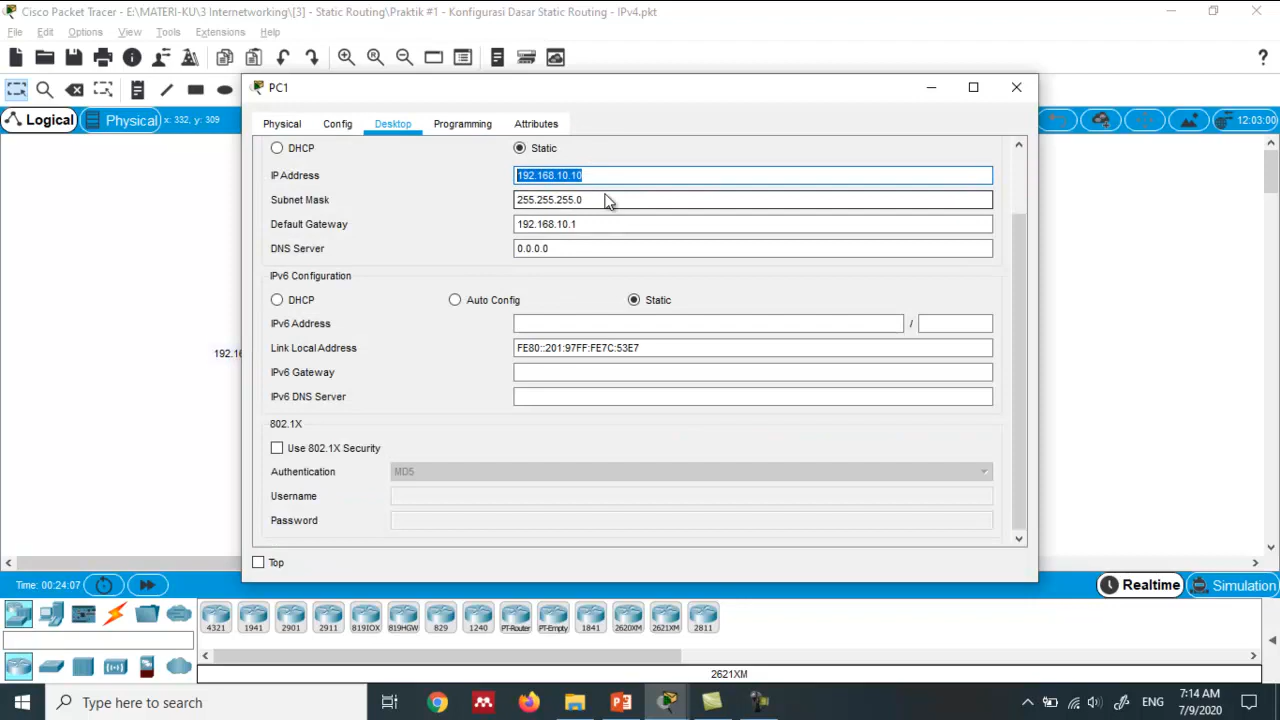 Cisco Packet Tracer - E:\MATERI-KU\3 Internetworking\[3] - Static Routing\Praktik #1 - Konfigurasi Dasar Static Routing - IPv4.pkt
File Edit Options View Tools Extensions Help
PC1
Logical Physical x: 332, y: 309 12:03:00
Physical Config Desktop Programming Attributes
DHCP Static
IP Address 192.168.10.10
Subnet Mask 255.255.255.0
Default Gateway 192.168.10.1
DNS Server 0.0.0.0
IPv6 Configuration
DHCP Auto Config Static
IPv6 Address /
Link Local Address FE80::201:97FF:FE7C:53E7
192.16
IPv6 Gateway
IPv6 DNS Server
802.1X
Use 802.1X Security
Authentication MD5
Username
Password
Top
Time: 00:24:07 Realtime Simulation
4321 1941 2901 2911 819IOX 819HGW 829 1240 PT-Router PT-Empty 1841 2620XM 2621XM 2811
2621XM
Type here to search ENG 7:14 AM
7/9/2020